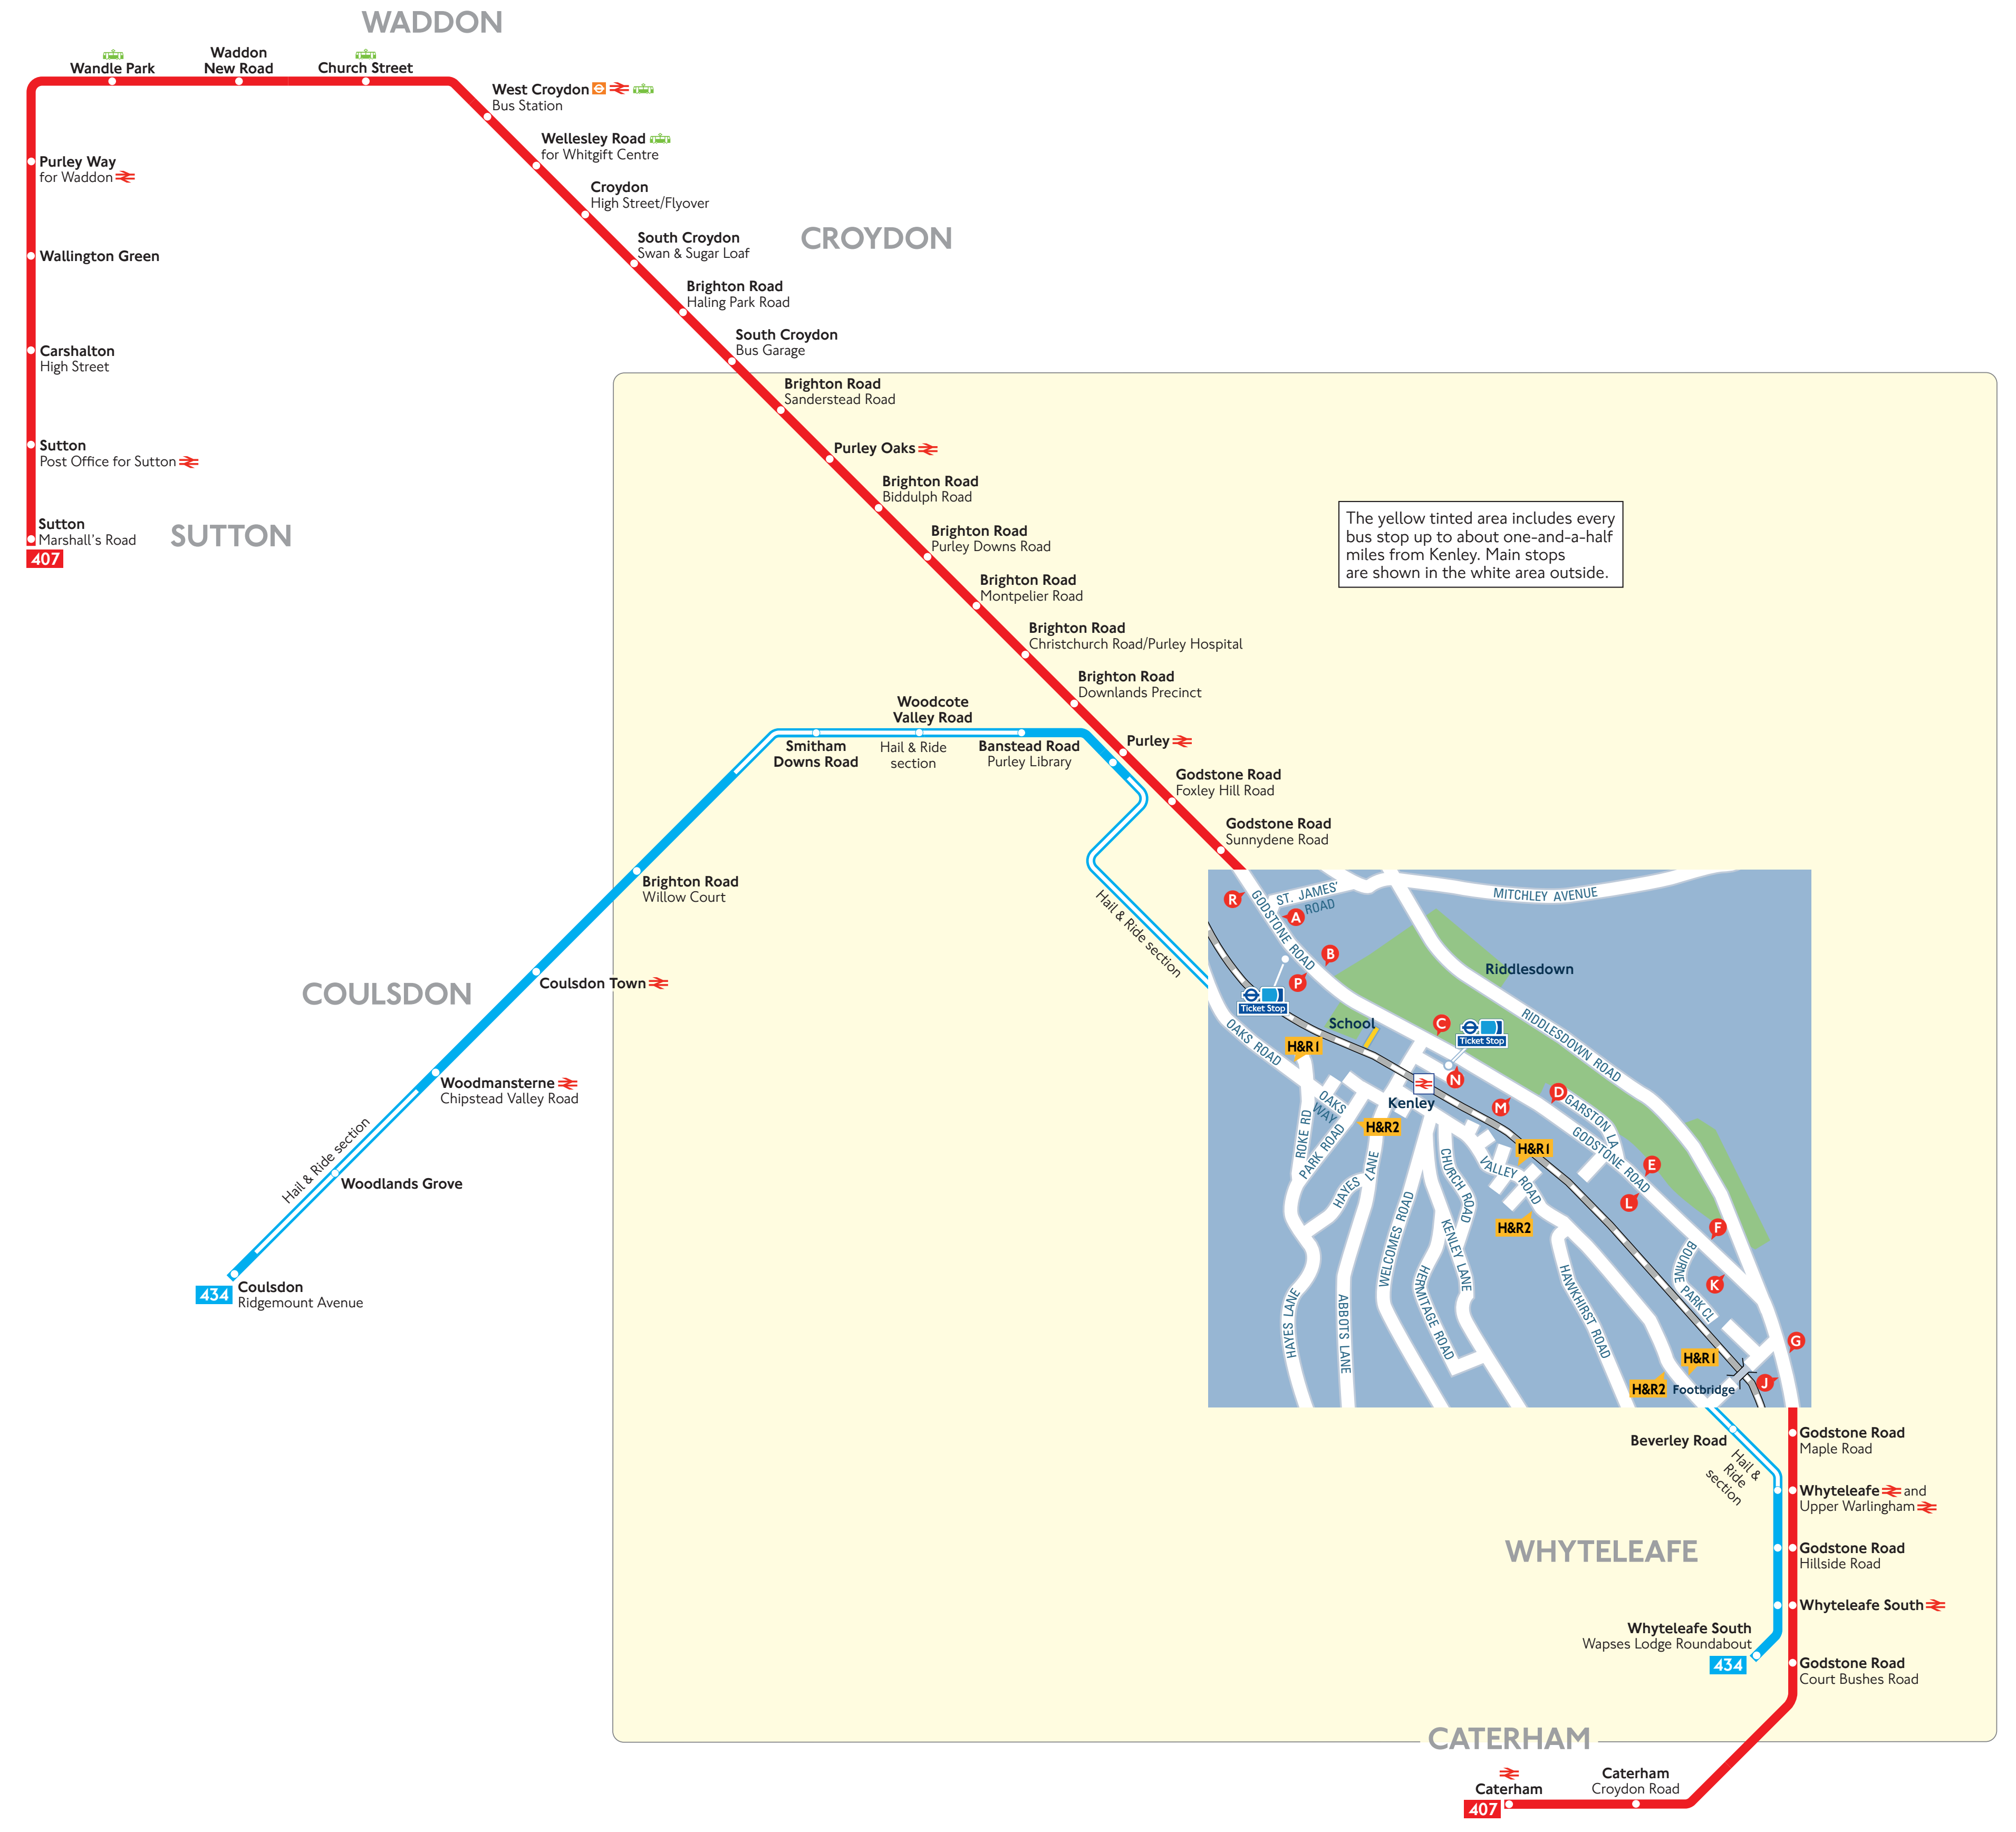 WADDON
Wandle Park
Waddon
New Road
Church Street
West Croydon
Bus Station
Wellesley Road
for Whitgift Centre
Purley Way
for Waddon
Croydon
High Street/Flyover
CROYDON
South Croydon
Swan & Sugar Loaf
Wallington Green
Brighton Road
Haling Park Road
South Croydon
Bus Garage
Carshalton
High Street
Brighton Road
Sanderstead Road
Sutton
Post Office for Sutton
Purley Oaks
Brighton Road
Biddulph Road
Sutton
Marshall's Road
SUTTON
407
Brighton Road
Purley Downs Road
The yellow tinted area includes every
bus stop up to about one-and-a-half
miles from Kenley. Main stops
are shown in the white area outside.
Brighton Road
Montpelier Road
Brighton Road
Christchurch Road/Purley Hospital
Brighton Road
Downlands Precinct
Woodcote
Valley Road
Hail & Ride
section
Smitham
Downs Road
Banstead Road
Purley Library
Purley
Godstone Road
Foxley Hill Road
Godstone Road
Sunnydene Road
Brighton Road
Willow Court
Hail & Ride section
COULSDON
Coulsdon Town
Woodmansterne
Chipstead Valley Road
Hail & Ride section
Woodlands Grove
434
Coulsdon
Ridgemount Avenue
R
ST. JAMES'
ROAD
A
MITCHLEY AVENUE
GODSTONE ROAD
B
P
Riddlesdown
Ticket Stop
School
C
Ticket Stop
RIDDLESDOWN ROAD
OAKS ROAD
H&R1
N
Kenley
M
D
GARSTON LA
GODSTONE ROAD
OAKS
WAY
ROKE RD
PARK ROAD
H&R2
H&R1
E
L
HAYES
LANE
CHURCH ROAD
VALLEY ROAD
H&R2
F
WELCOMES ROAD
KENLEY LANE
HERMITAGE ROAD
BOURNE
PARK CL
K
HAYES LANE
ABBOTS LANE
HAWKHIRST ROAD
G
H&R1
H&R2
Footbridge
J
Beverley Road
Hail &
Ride
section
Godstone Road
Maple Road
Whyteleafe and
Upper Warlingham
WHYTELEAFE
Godstone Road
Hillside Road
Whyteleafe South
Whyteleafe South
Wapses Lodge Roundabout
434
Godstone Road
Court Bushes Road
CATERHAM
Caterham
407
Caterham
Croydon Road